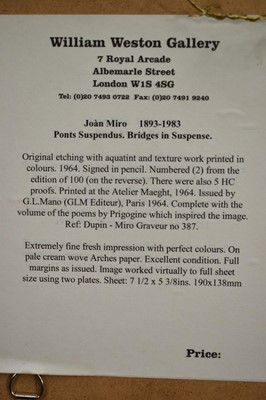 William Weston Gallery
7 Royal Arcade
Albemarle Street
London W1S 4SG
Tel: (0)20 7493 0722 Fax: (0)20 7491 9240
Joàn Miro 1893-1983
Ponts Suspendus. Bridges in Suspense.
Original etching with aquatint and texture work printed in
colours. 1964. Signed in pencil. Numbered (2) from the
edition of 100 (on the reverse). There were also 5 HC
proofs. Printed at the Atelier Maeght, 1964. Issued by
G.L.Mano (GLM Editeur), Paris 1964. Complete with the
volume of the poems by Prigogine which inspired the image.
Ref: Dupin - Miro Graveur no 387.
Extremely fine fresh impression with perfect colours. On
pale cream wove Arches paper. Excellent condition. Full
margins as issued. Image worked virtually to full sheet
size using two plates. Sheet: 7 1/2 x 5 3/8ins. 190x138mm
Price: